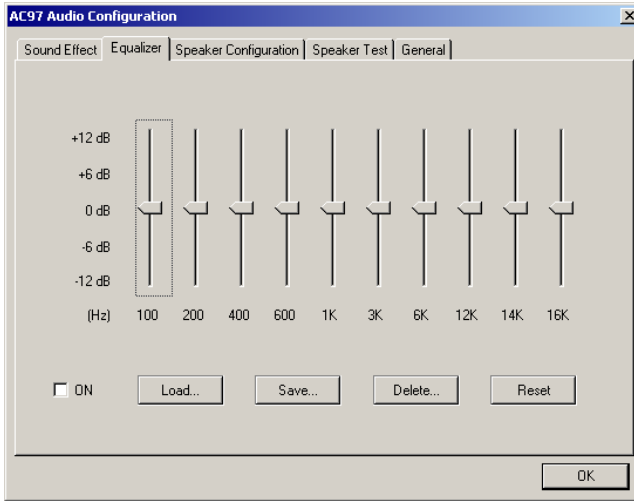 AC97 Audio Configuration
Sound Effect Equalizer Speaker Configuration Speaker Test General
+12 dB
+6 dB
0 dB
-6 dB
-12 dB
(Hz) 100 200 400 600 1K 3K 6K 12K 14K 16K
ON Load... Save... Delete... Reset
OK